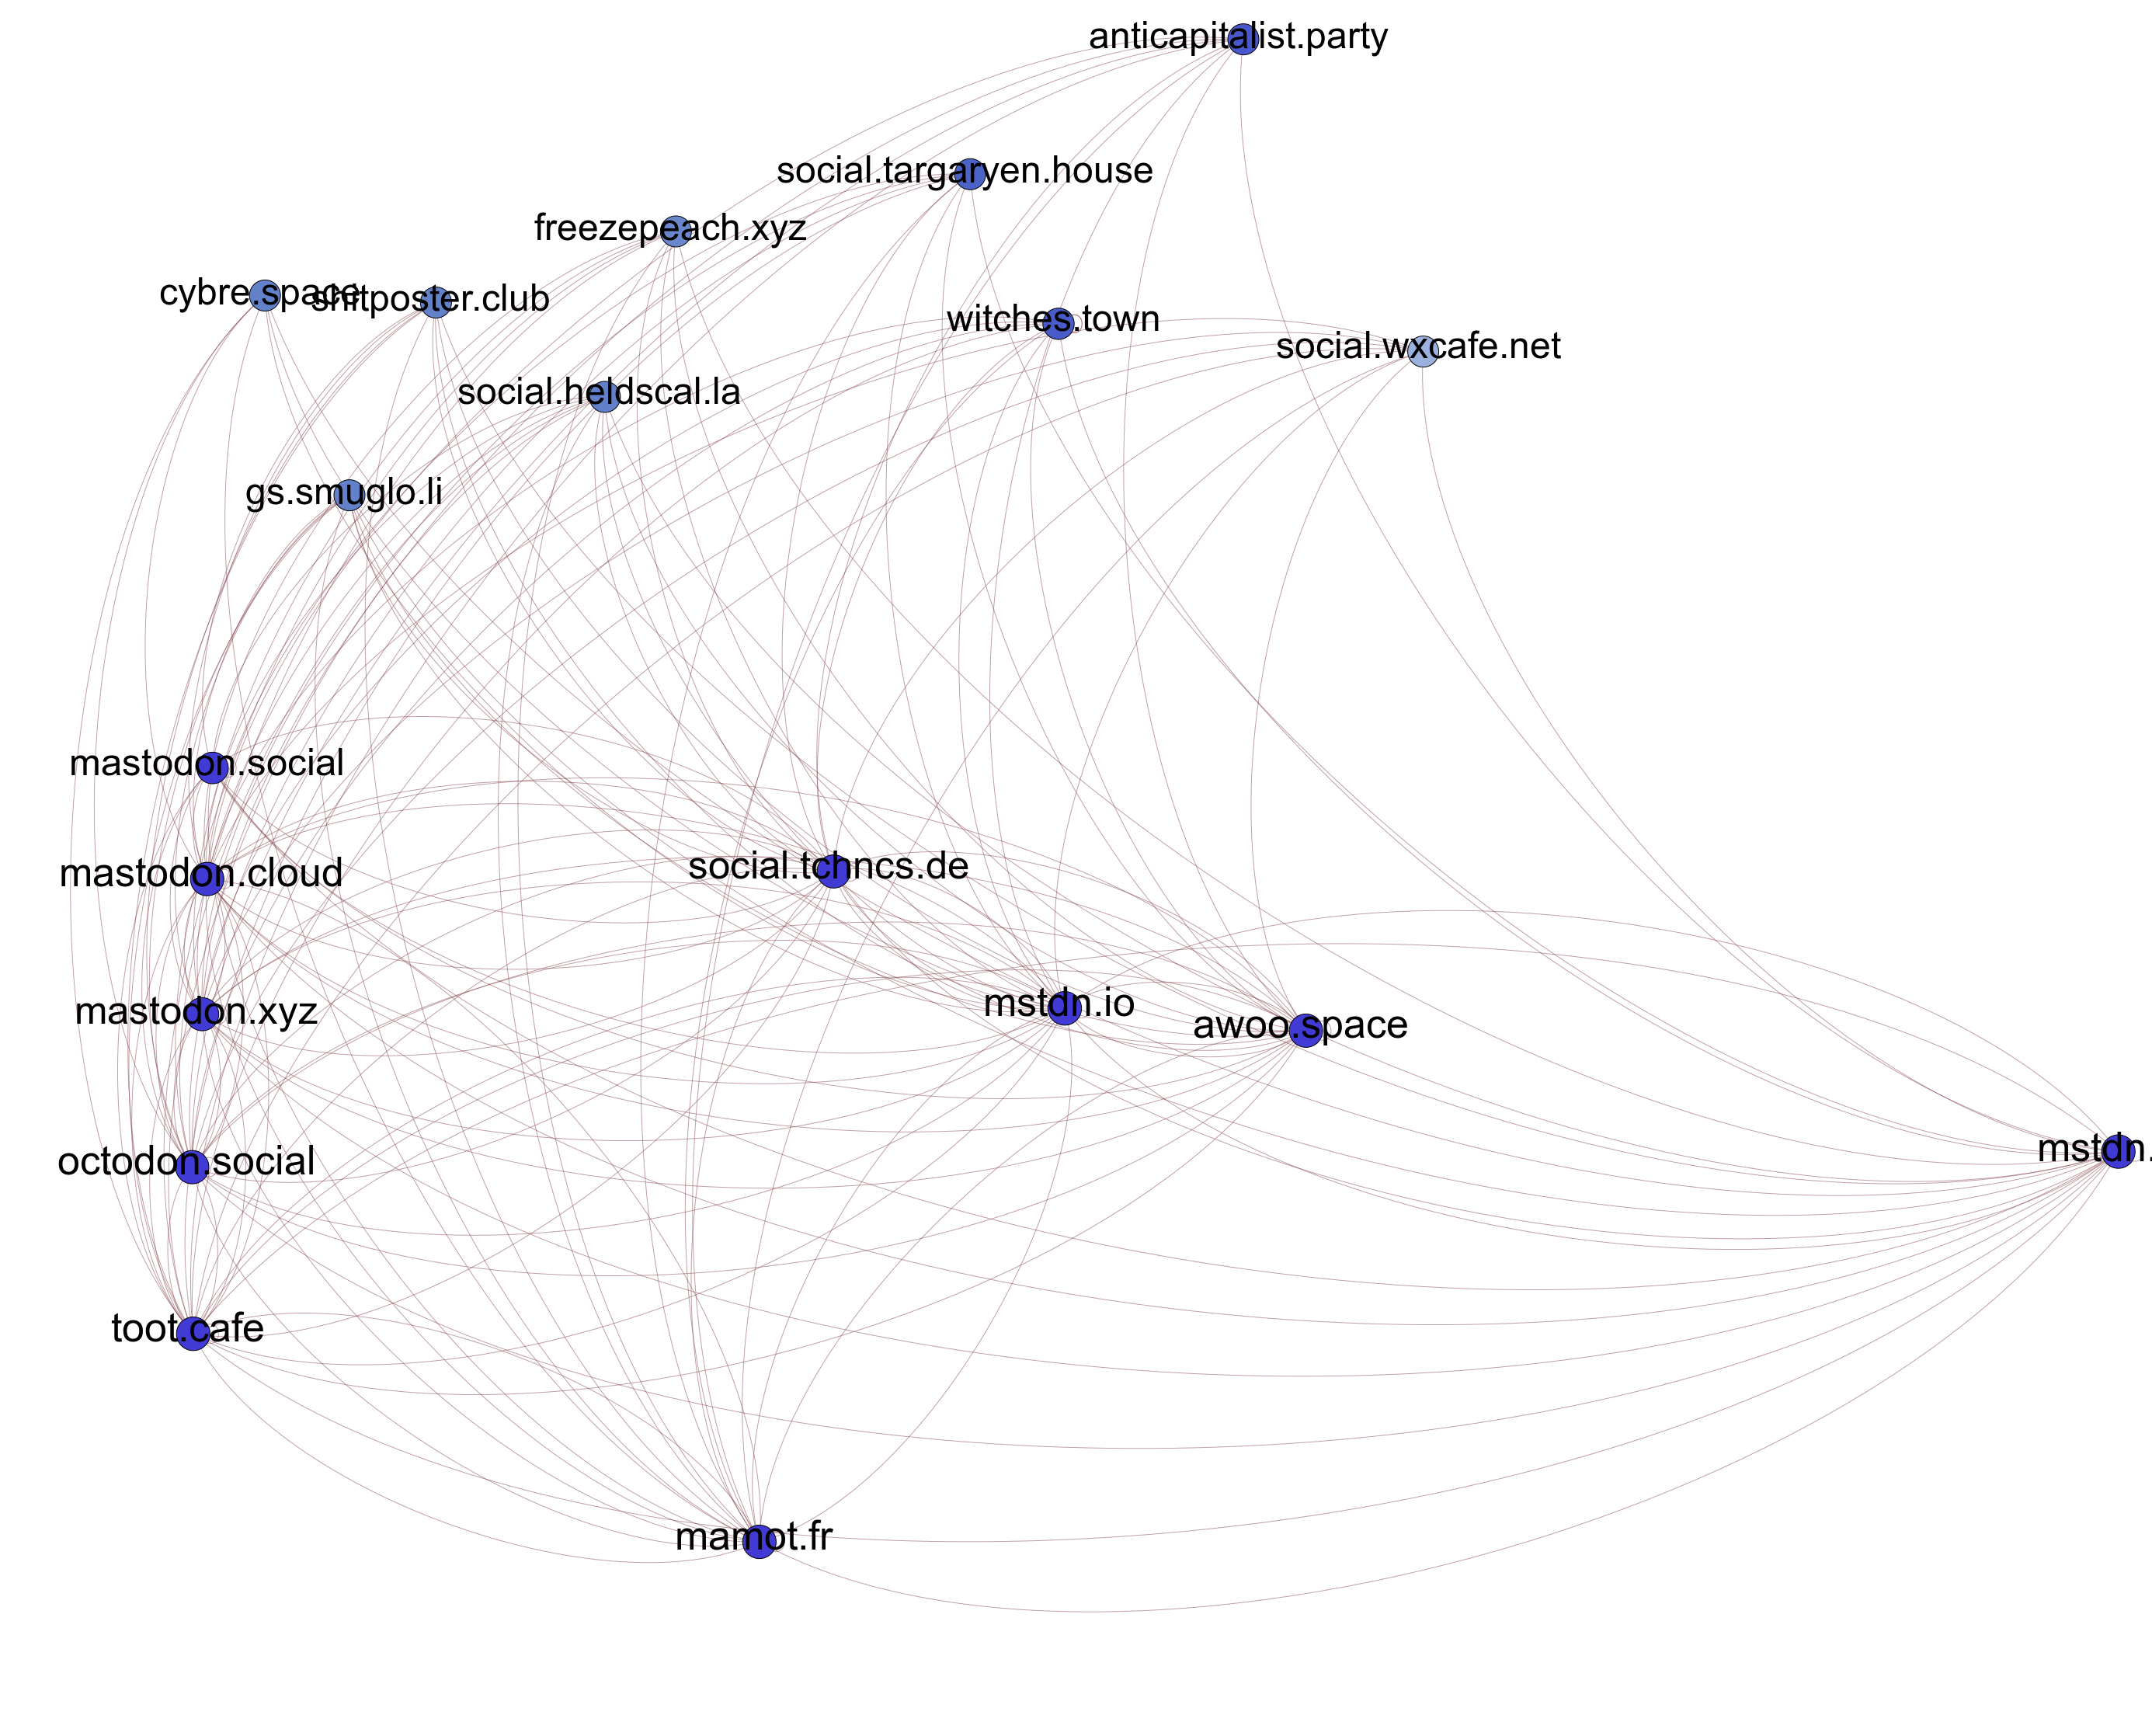 anticapitalist.party
social.targaryen.house
freezepeach.xyz
cybre.space
shitposter.club
witches.town
social.wxcafe.net
social.heldscal.la
gs.smuglo.li
mastodon.social
mastodon.cloud
social.tchncs.de
mastodon.xyz
mstdn.io
awoo.space
octodon.social
mstdn.
toot.cafe
mamot.fr